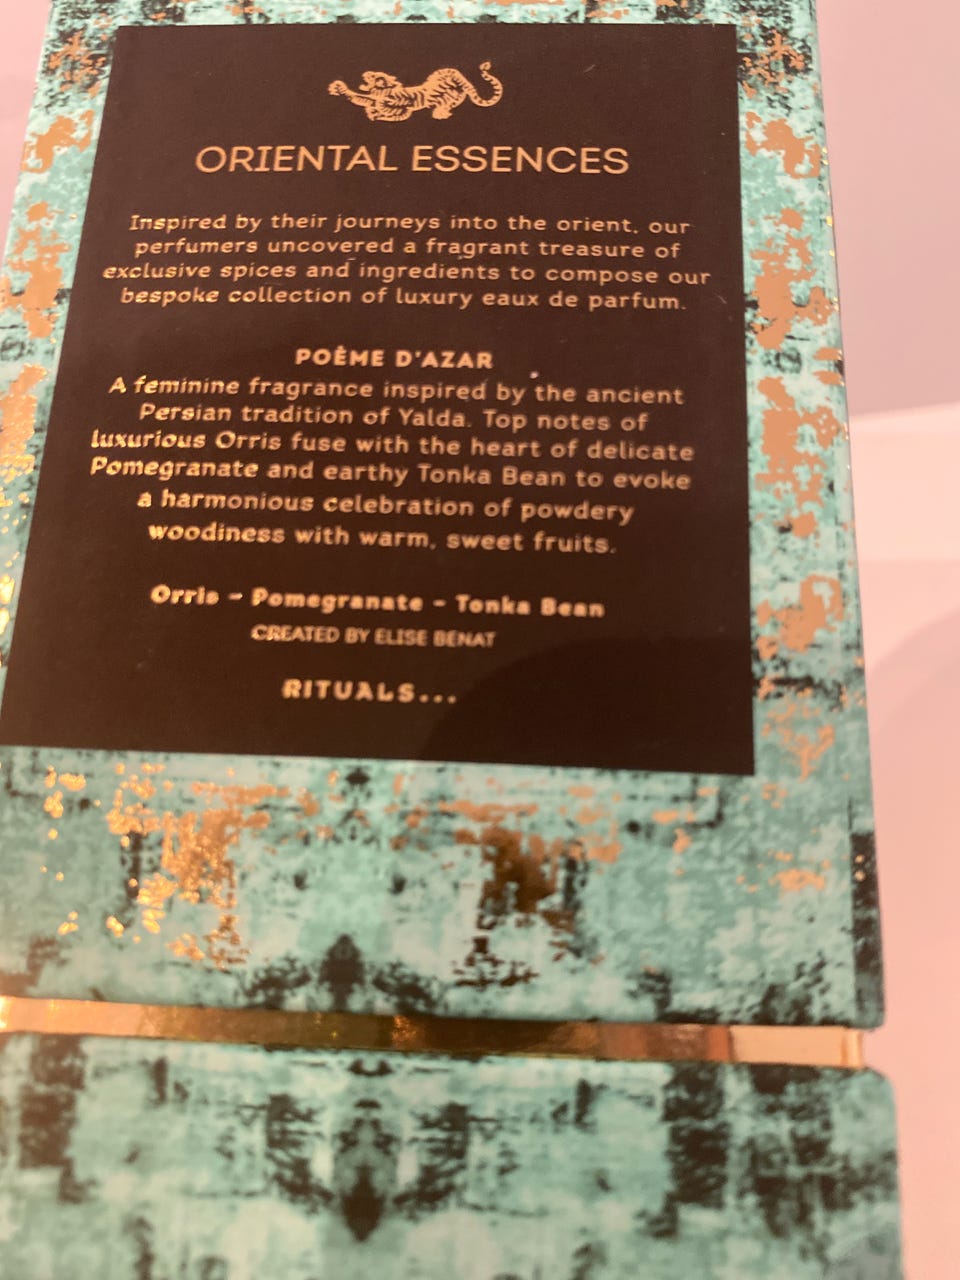 ORIENTAL ESSENCES
Inspired by their journeys into the orient, our
perfumers uncovered a fragrant treasure of
exclusive spices and ingredients to compose our
bespoke collection of luxury eaux de parfum.
POÈME D'AZAR
A feminine fragrance inspired by the ancient
Persian tradition of Yalda. Top notes of
luxurious Orris fuse with the heart of delicate
Pomegranate and earthy Tonka Bean to evoke
a harmonious celebration of powdery
woodiness with warm, sweet fruits.
Orris - Pomegranate - Tonka Bean
CREATED BY ELISE BENAT
RITUALS...